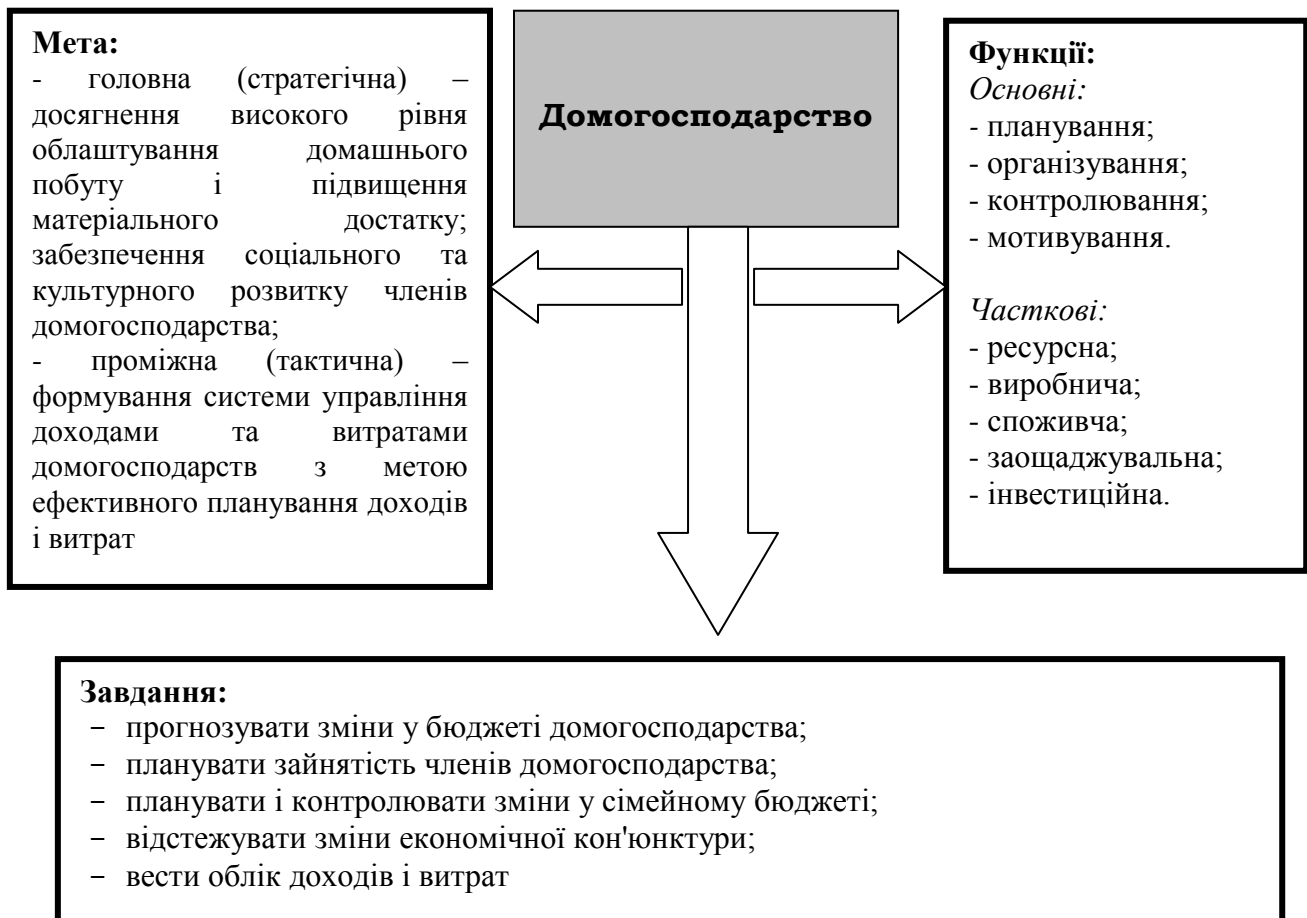 Мета:
- головна (стратегічна) –
досягнення високого рівня
облаштування домашнього
побуту і підвищення
матеріального достатку;
забезпечення соціального та
культурного розвитку членів
домогосподарства;
- проміжна (тактична) –
формування системи управління
доходами та витратами
домогосподарств з метою
ефективного планування доходів
і витрат
Домогосподарство
Функції:
Основні:
- планування;
- організування;
- контролювання;
- мотивування.
Часткові:
- ресурсна;
- виробнича;
- споживча;
- заощаджувальна;
- інвестиційна.
Завдання:
- прогнозувати зміни у бюджеті домогосподарства;
- планувати зайнятість членів домогосподарства;
- планувати і контролювати зміни у сімейному бюджеті;
- відстежувати зміни економічної кон'юнктури;
- вести облік доходів і витрат